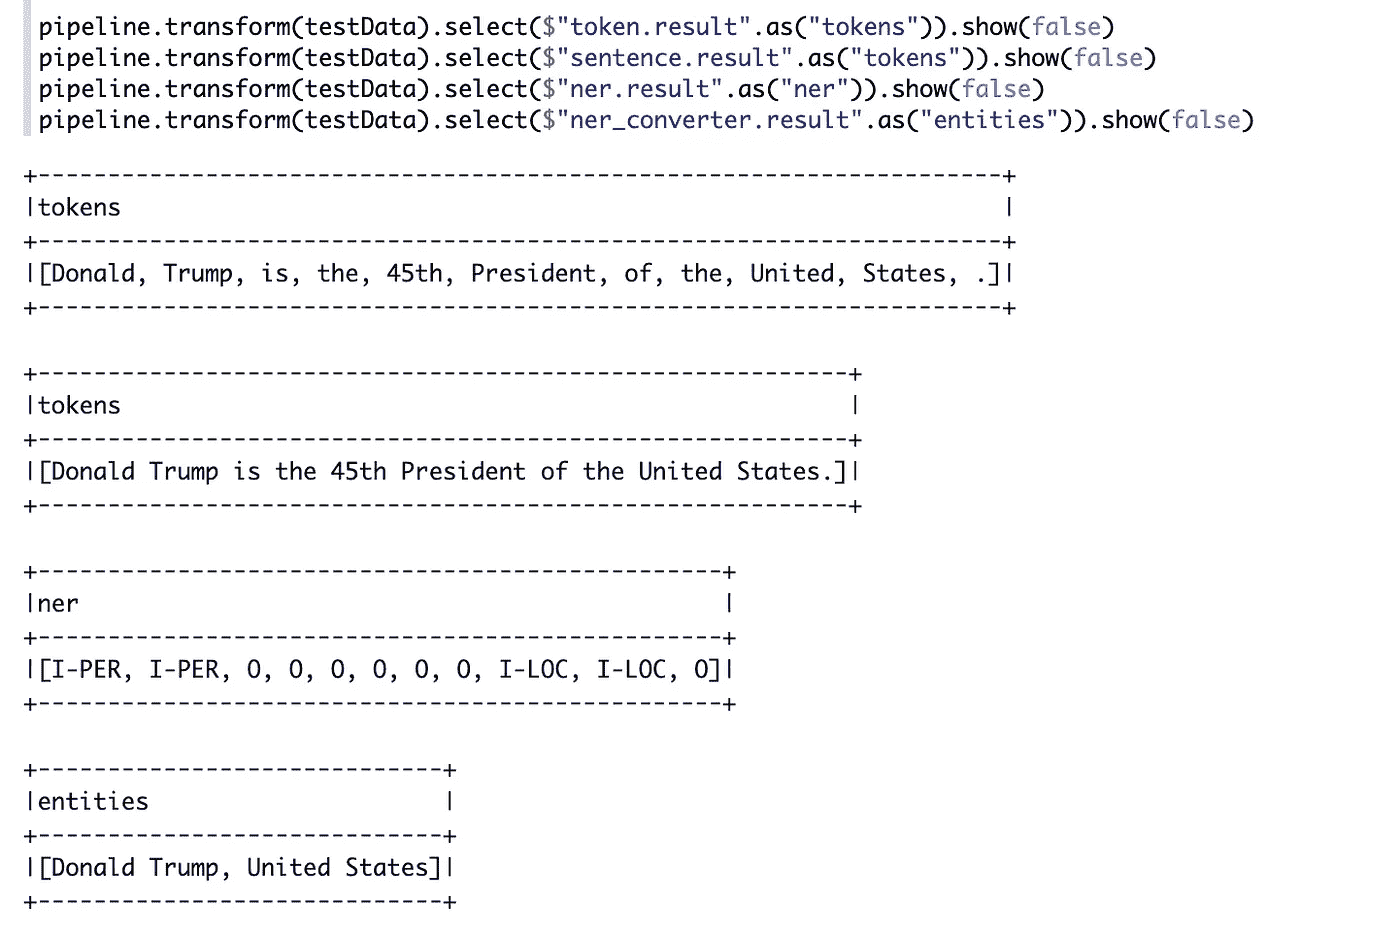 pipeline.transform(testData).select($"token.result".as("tokens")).show(false)
pipeline.transform(testData).select($"sentence.result".as("tokens")).show(false)
pipeline.transform(testData).select($"ner.result".as("ner")).show(false)
pipeline.transform(testData).select($"ner_converter.result".as("entities")).show(false)
+---------------------------------------------------------------------+
|tokens                                                               |
+---------------------------------------------------------------------+
|[Donald, Trump, is, the, 45th, President, of, the, United, States, .]|
+---------------------------------------------------------------------+
+----------------------------------------------------------+
|tokens                                                    |
+----------------------------------------------------------+
|[Donald Trump is the 45th President of the United States.]|
+----------------------------------------------------------+
+-------------------------------------------------+
|ner                                              |
+-------------------------------------------------+
|[I-PER, I-PER, O, O, O, O, O, O, I-LOC, I-LOC, O]|
+-------------------------------------------------+
+-----------------------------+
|entities                     |
+-----------------------------+
|[Donald Trump, United States]|
+-----------------------------+